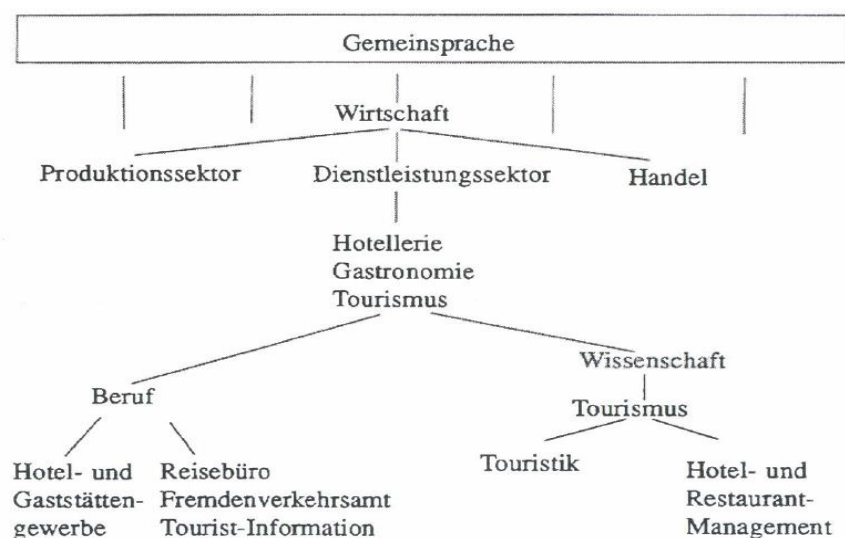 Gemeinsprache
Wirtschaft
Produktionssektor
Dienstleistungssektor
Handel
Hotellerie
Gastronomie
Tourismus
Beruf
Wissenschaft
Tourismus
Hotel- und
Gaststätten-
gewerbe
Reisebüro
Fremdenverkehrsamt
Tourist-Information
Touristik
Hotel- und
Restaurant-
Management